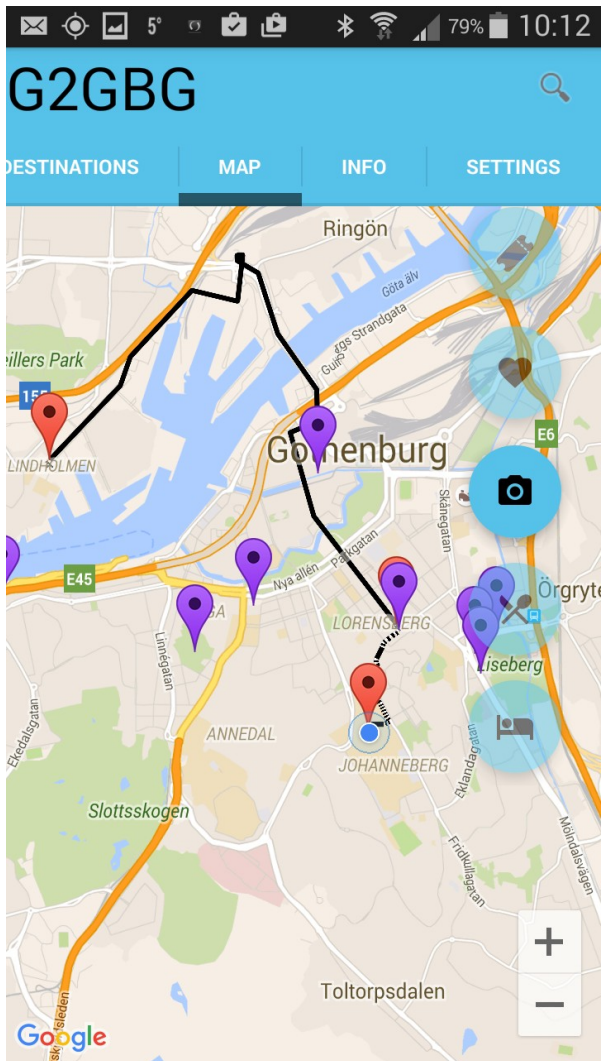 5°
79%
10:12
G2GBG
DESTINATIONS
MAP
INFO
SETTINGS
Ringön
Göta älv
gs Strandgata
eillers Park
155
LINDHOLMEN
Gothenburg
E6
Skånegatan
Parkgatan
Nya allén
E45
Örgryte
LORENSBERG
Linnégatan
Liseberg
Ekedalsgatan
ANNEDAL
JOHANNEBERG
Eklandagatan
Slottsskogen
Mölndalsvägen
Fridkullagatan
Toltorpsdalen
+
−
Google